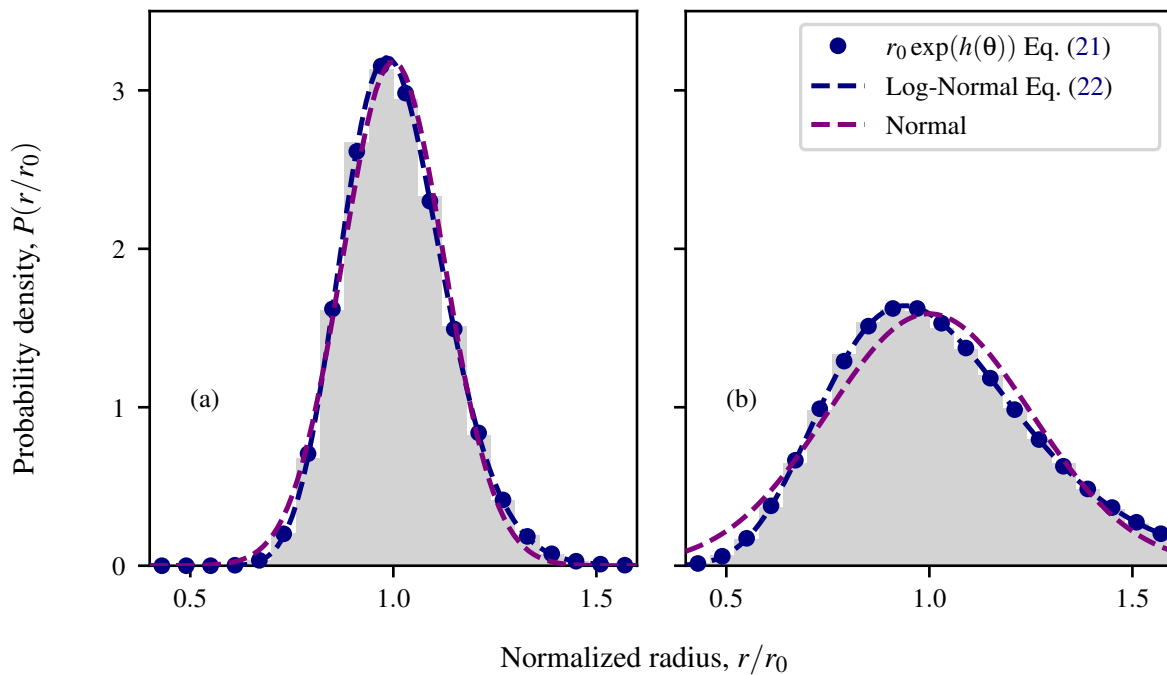 Probability density, P(r/r₀)
3
2
1
0
(a)
0.5
1.0
1.5
r₀ exp(h(θ)) Eq. (21)
Log-Normal Eq. (22)
Normal
(b)
0.5
1.0
1.5
Normalized radius, r/r₀